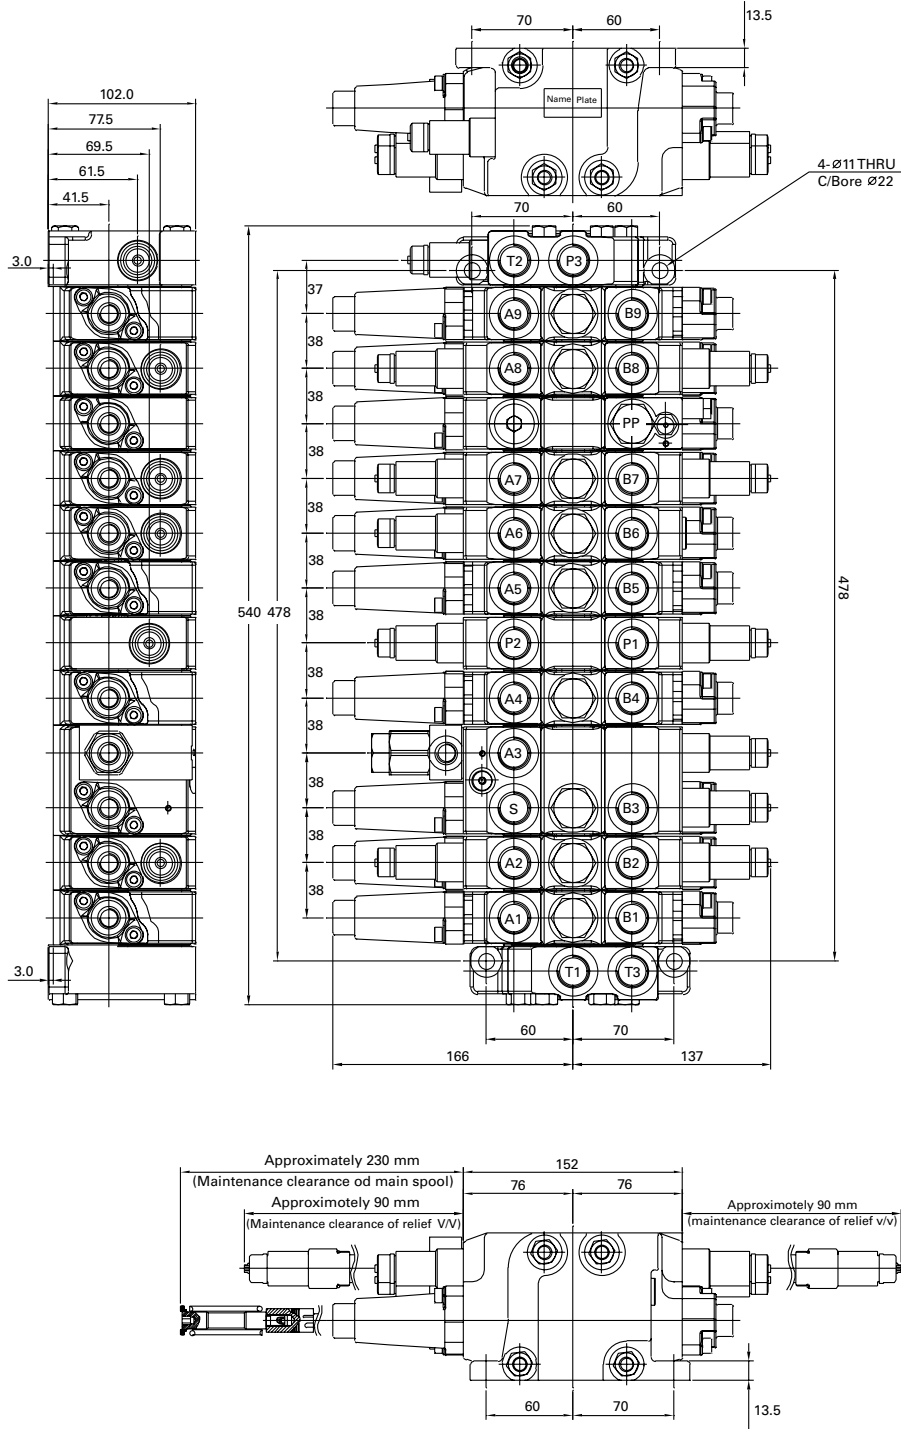 70
60
13.5
102.0
77.5
69.5
61.5
41.5
3.0
Name Plate
4-Ø11 THRU
C/Bore Ø22
70
60
T2
P3
37
A9
B9
38
A8
B8
38
PP
38
A7
B7
38
A6
B6
38
A5
B5
540
478
478
38
P2
P1
38
A4
B4
38
A3
38
S
B3
38
A2
B2
38
A1
B1
3.0
T1
T3
60
70
166
137
Approximately 230 mm
(Maintenance clearance od main spool)
152
76
76
Approximotely 90 mm
(Maintenance clearance of relief V/V)
Approximotely 90 mm
(maintenance clearance of relief v/v)
60
70
13.5